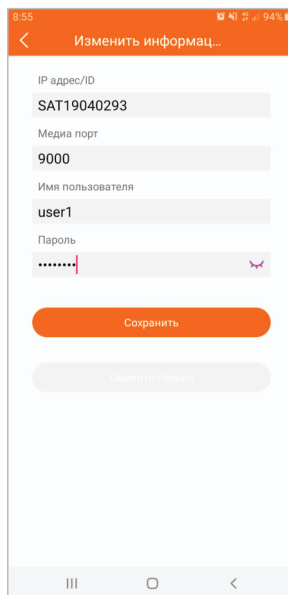 8:55 94%
Изменить информац...
IP адрес/ID
SAT19040293
Медиа порт
9000
Имя пользователя
user1
Пароль
••••••••
Сохранить
Сменить пароль